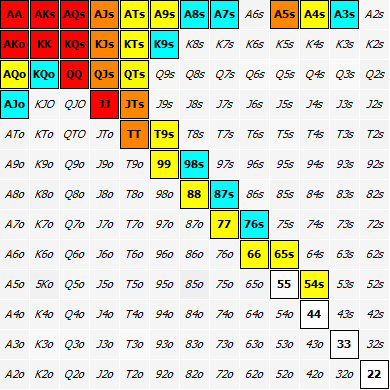 AA AKs AQs AJs ATs A9s A8s A7s A6s A5s A4s A3s A2s
AKo KK KQs KJs KTs K9s K8s K7s K6s K5s K4s K3s K2s
AQo KQo QQ QJs QTs Q9s Q8s Q7s Q6s Q5s Q4s Q3s Q2s
AJo KJO QJO JJ JTs J9s J8s J7s J6s J5s J4s J3s J2s
ATo KTo QTO JTo TT T9s T8s T7s T6s T5s T4s T3s T2s
A9o K9o Q9o J9o T9o 99 98s 97s 96s 95s 94s 93s 92s
A8o K8o Q8o J8o T8o 98o 88 87s 86s 85s 84s 83s 82s
A7o K7o Q7o J7o T7o 97o 87o 77 76s 75s 74s 73s 72s
A6o K6o Q6o J6o T6o 96o 86o 76o 66 65s 64s 63s 62s
A5o 5Ko Q5o J5o T5o 95o 85o 75o 65o 55 54s 53s 52s
A4o K4o Q4o J4o T4o 94o 84o 74o 64o 54o 44 43s 42s
A3o K3o Q3o J3o T3o 93o 83o 73o 63o 53o 43o 33 32s
A2o K2o Q2o J2o T2o 92o 82o 72o 62o 52o 42o 32o 22